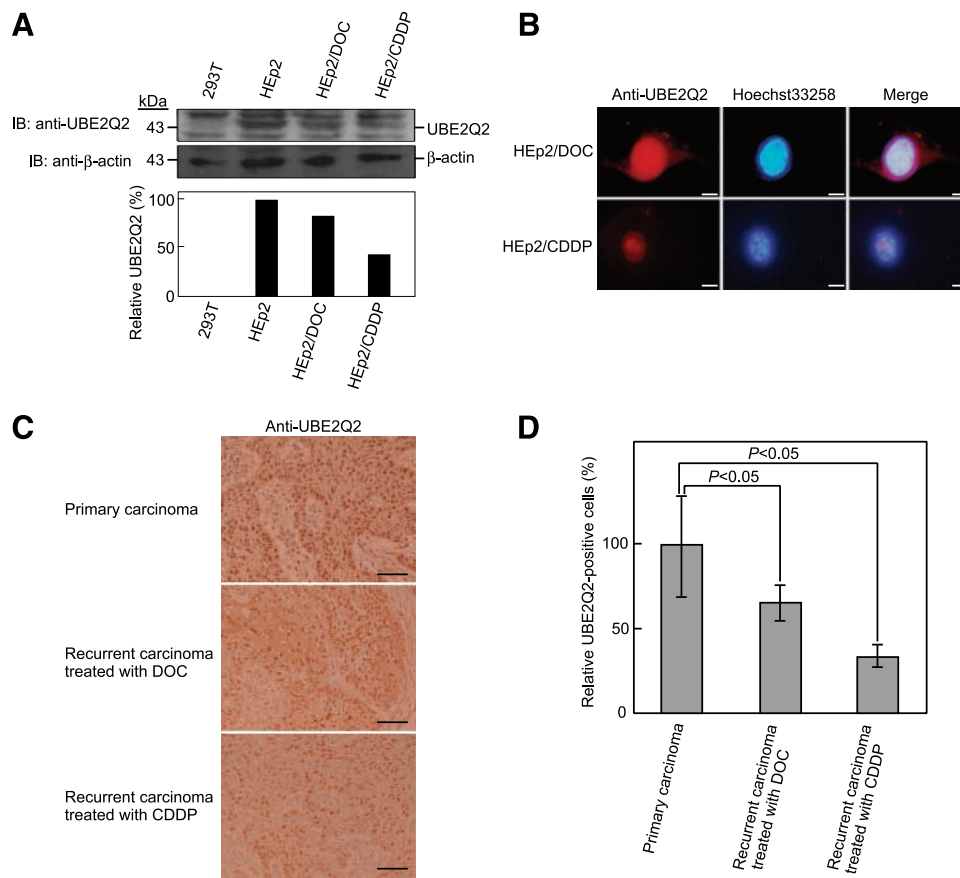 A
293T
HEp2
HEp2/DOC
HEp2/CDDP
kDa
IB: anti-UBE2Q2
43
UBE2Q2
IB: anti-β-actin
43
β-actin
Relative UBE2Q2 (%)
100
50
0
293T
HEp2
HEp2/DOC
HEp2/CDDP
B
Anti-UBE2Q2
Hoechst33258
Merge
HEp2/DOC
HEp2/CDDP
C
Anti-UBE2Q2
Primary carcinoma
Recurrent carcinoma
treated with DOC
Recurrent carcinoma
treated with CDDP
D
Relative UBE2Q2-positive cells (%)
P<0.05
P<0.05
100
50
0
Primary carcinoma
Recurrent carcinoma
treated with DOC
Recurrent carcinoma
treated with CDDP